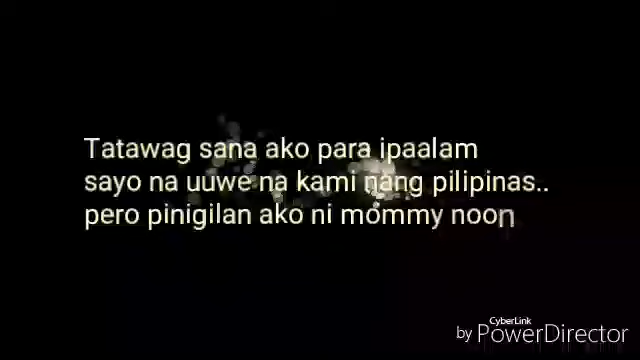 Tatawag sana ako para ipaalam
sayo na uuwe na kami nang pilipinas..
pero pinigilan ako ni mommy noon
CyberLink
by PowerDirector